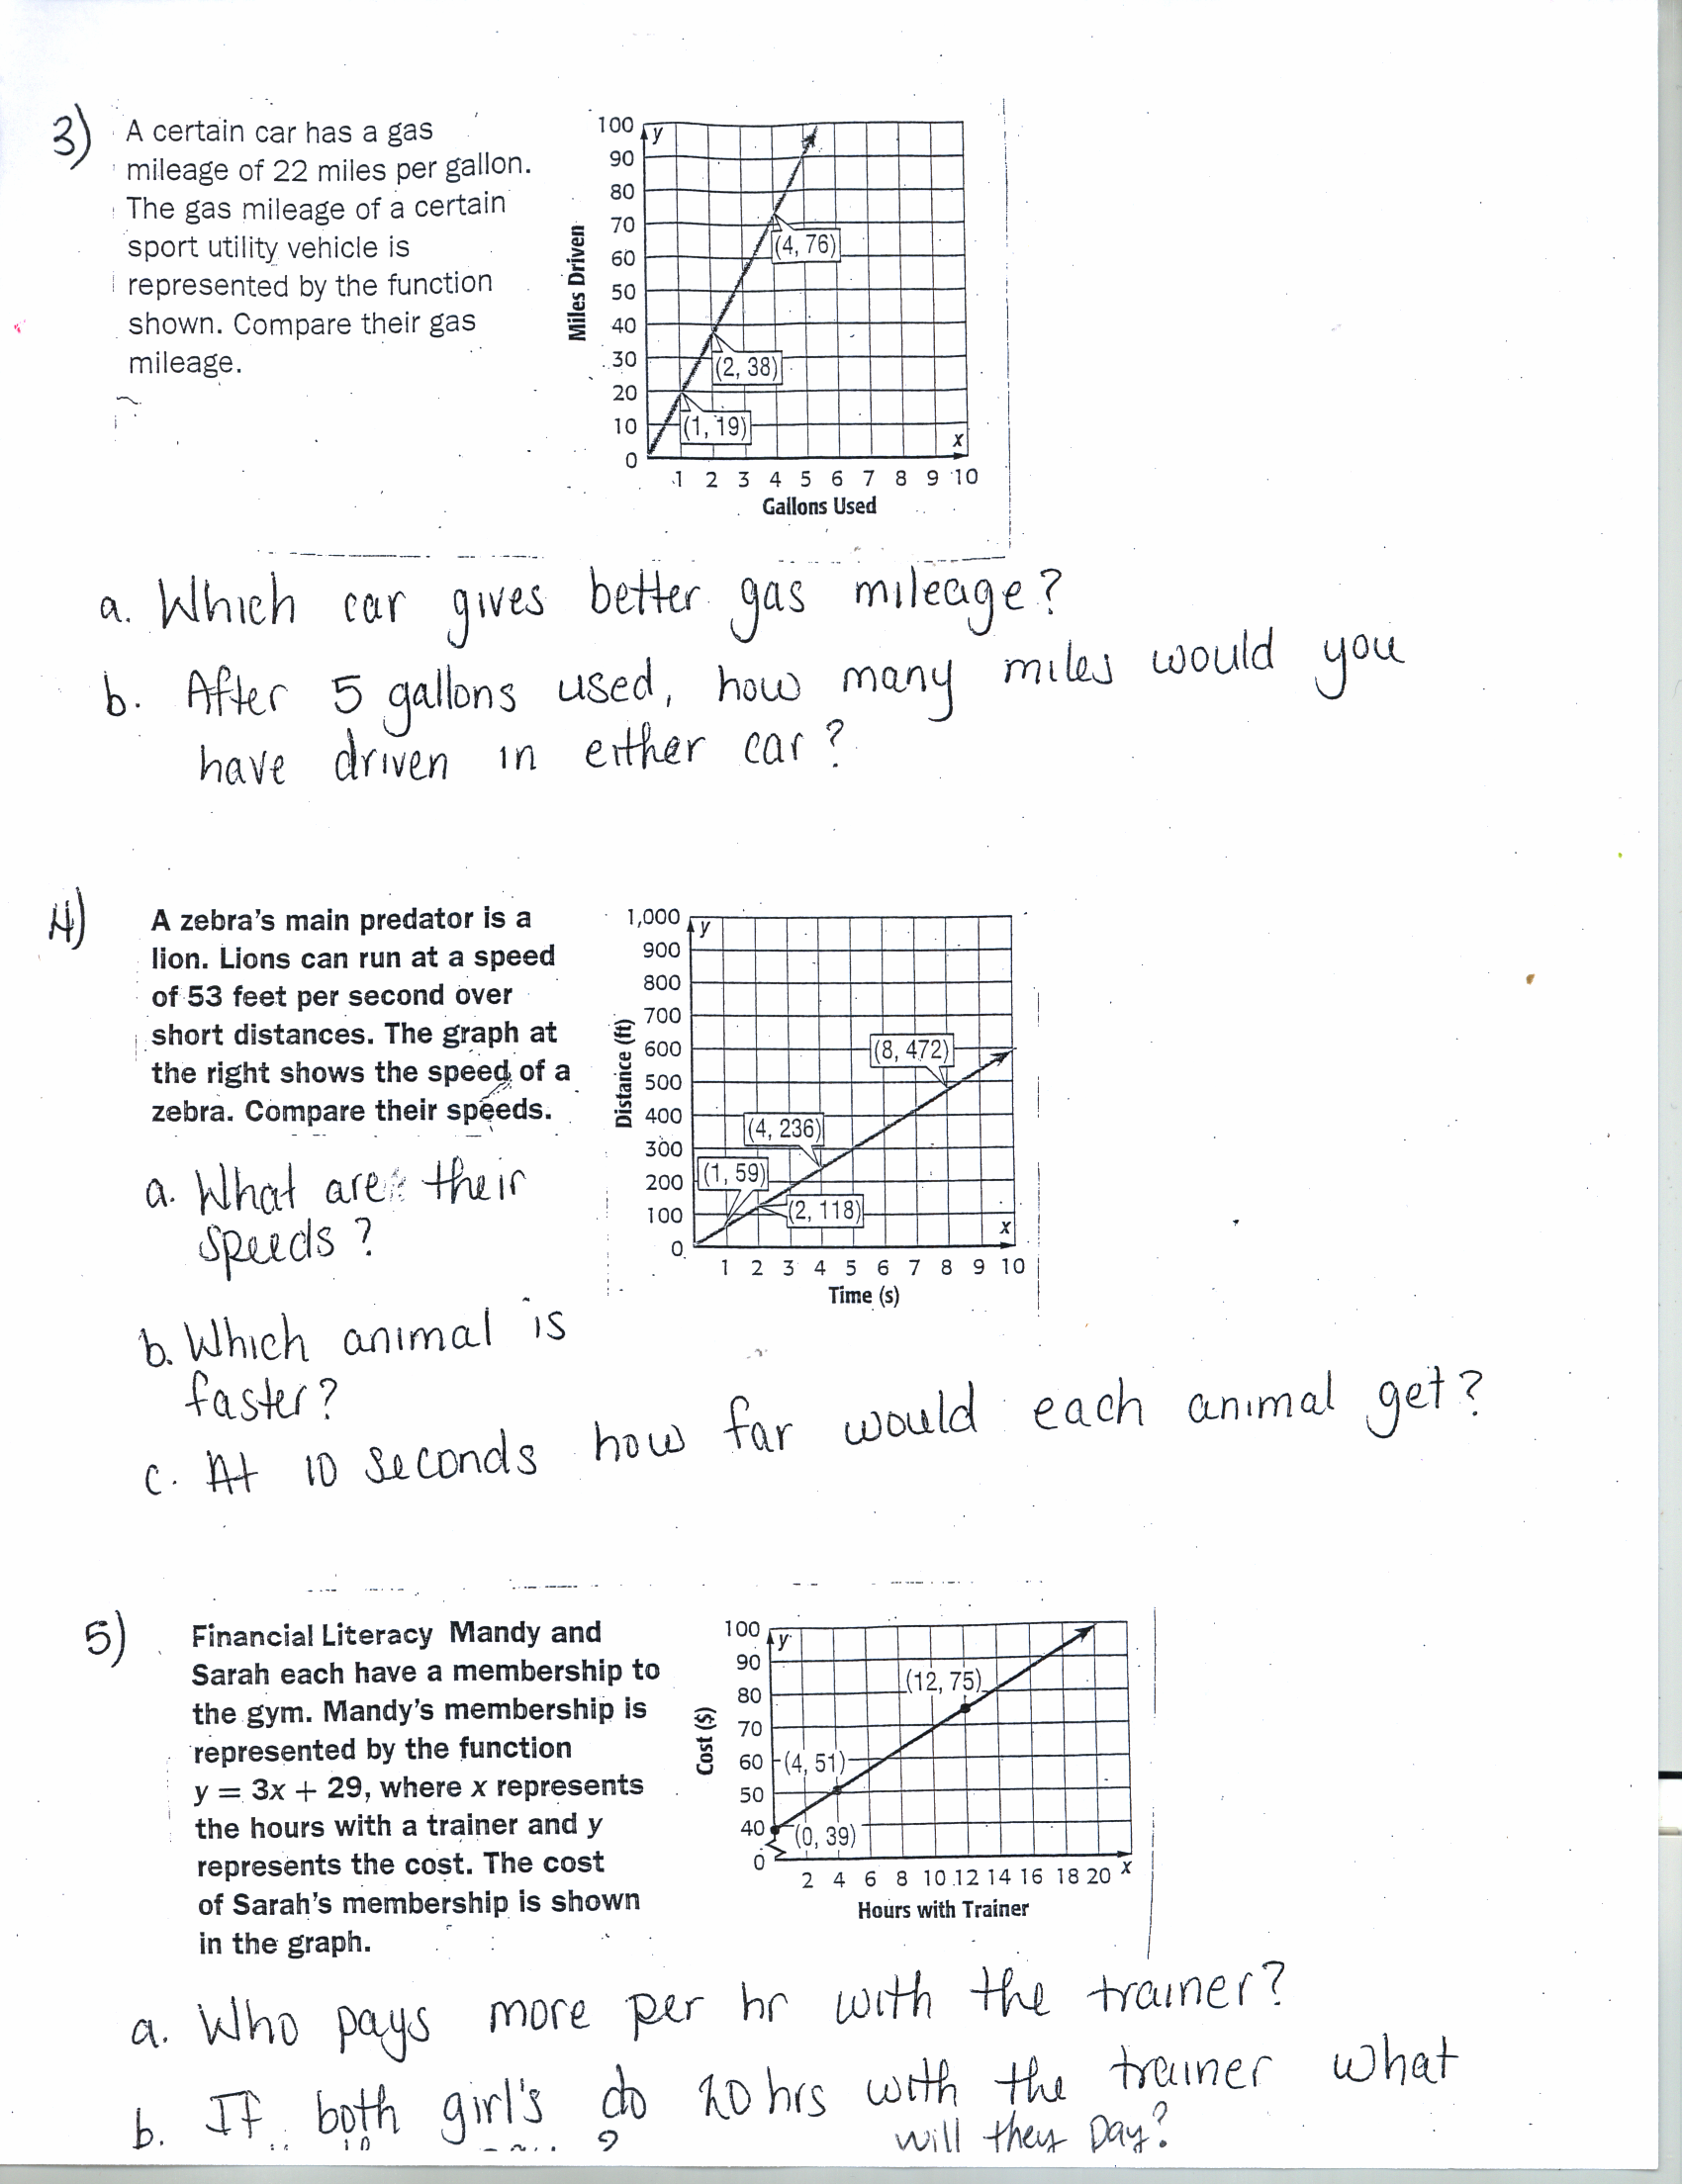 3)
A certain car has a gas
mileage of 22 miles per gallon.
The gas mileage of a certain
sport utility vehicle is
represented by the function
shown. Compare their gas
mileage.
100 y
90
80
70
(4, 76)
60
50
40
30
(2, 38)
20
10
(1, 19)
x
0
1 2 3 4 5 6 7 8 9 10
Miles Driven
Gallons Used
a. Which car gives better gas mileage?
b. After 5 gallons used, how many miles would you
have driven in either car?
4)
A zebra's main predator is a
lion. Lions can run at a speed
of 53 feet per second over
short distances. The graph at
the right shows the speed of a
zebra. Compare their speeds.
1,000 y
900
800
700
600 (8, 472)
500
400
(4, 236)
300
200 (1, 59)
100 (2, 118)
x
0
1 2 3 4 5 6 7 8 9 10
Distance (ft)
Time (s)
a. What are their
speeds?
b. Which animal is
faster?
c. At 10 seconds how far would each animal get?
5)
Financial Literacy Mandy and
Sarah each have a membership to
the gym. Mandy's membership is
represented by the function
y = 3x + 29, where x represents
the hours with a trainer and y
represents the cost. The cost
of Sarah's membership is shown
in the graph.
100 y
90
(12, 75)
80
70
60 (4, 51)
50
40 (0, 39)
0
2 4 6 8 10 12 14 16 18 20 x
Cost ($)
Hours with Trainer
a. Who pays more per hr with the trainer?
b. If both girl's do 20 hrs with the trainer what
will they pay?